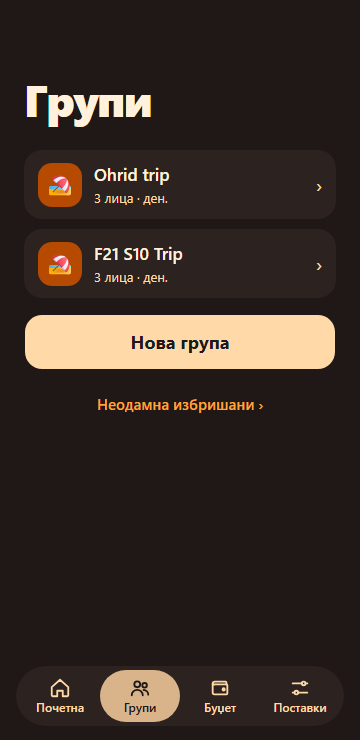 Групи
Ohrid trip
3 лица · ден.
›
F21 S10 Trip
3 лица · ден.
›
Нова група
Неодамна избришани ›
Почетна
Групи
Буџет
Поставки